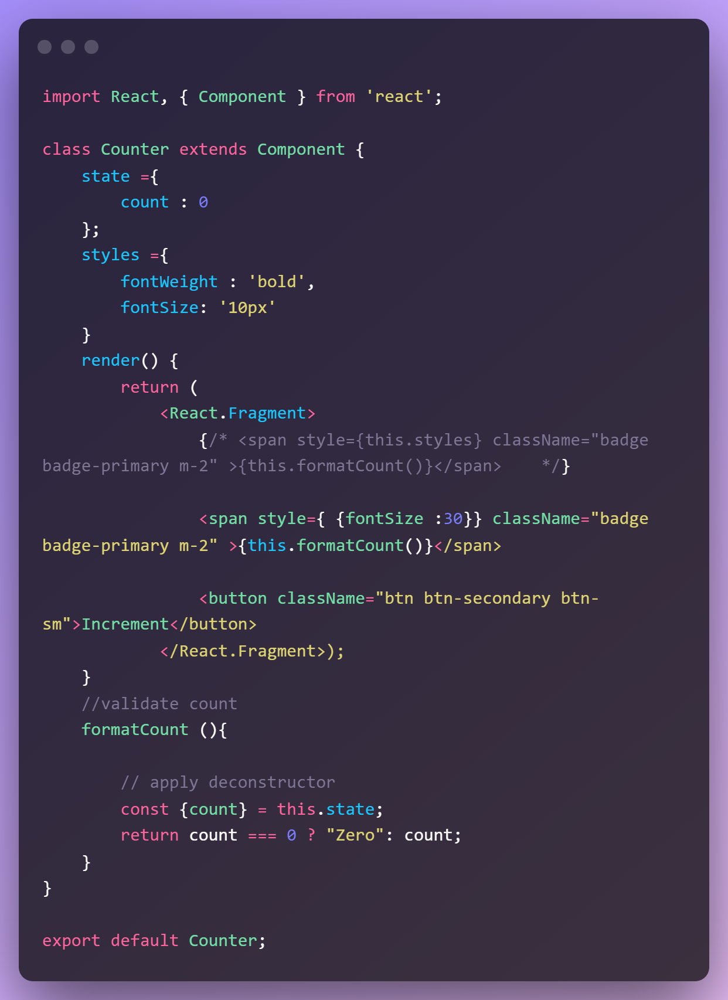 import React, { Component } from 'react';

class Counter extends Component {
    state ={
        count : 0
    };
    styles ={
        fontWeight : 'bold',
        fontSize: '10px'
    }
    render() {
        return (
            <React.Fragment>
                {/* <span style={this.styles} className="badge
badge-primary m-2" >{this.formatCount()}</span>    */}

                <span style={ {fontSize :30}} className="badge
badge-primary m-2" >{this.formatCount()}</span>

                <button className="btn btn-secondary btn-
sm">Increment</button>
            </React.Fragment>);
    }
    //validate count
    formatCount (){

        // apply deconstructor
        const {count} = this.state;
        return count === 0 ? "Zero": count;
    }
}

export default Counter;